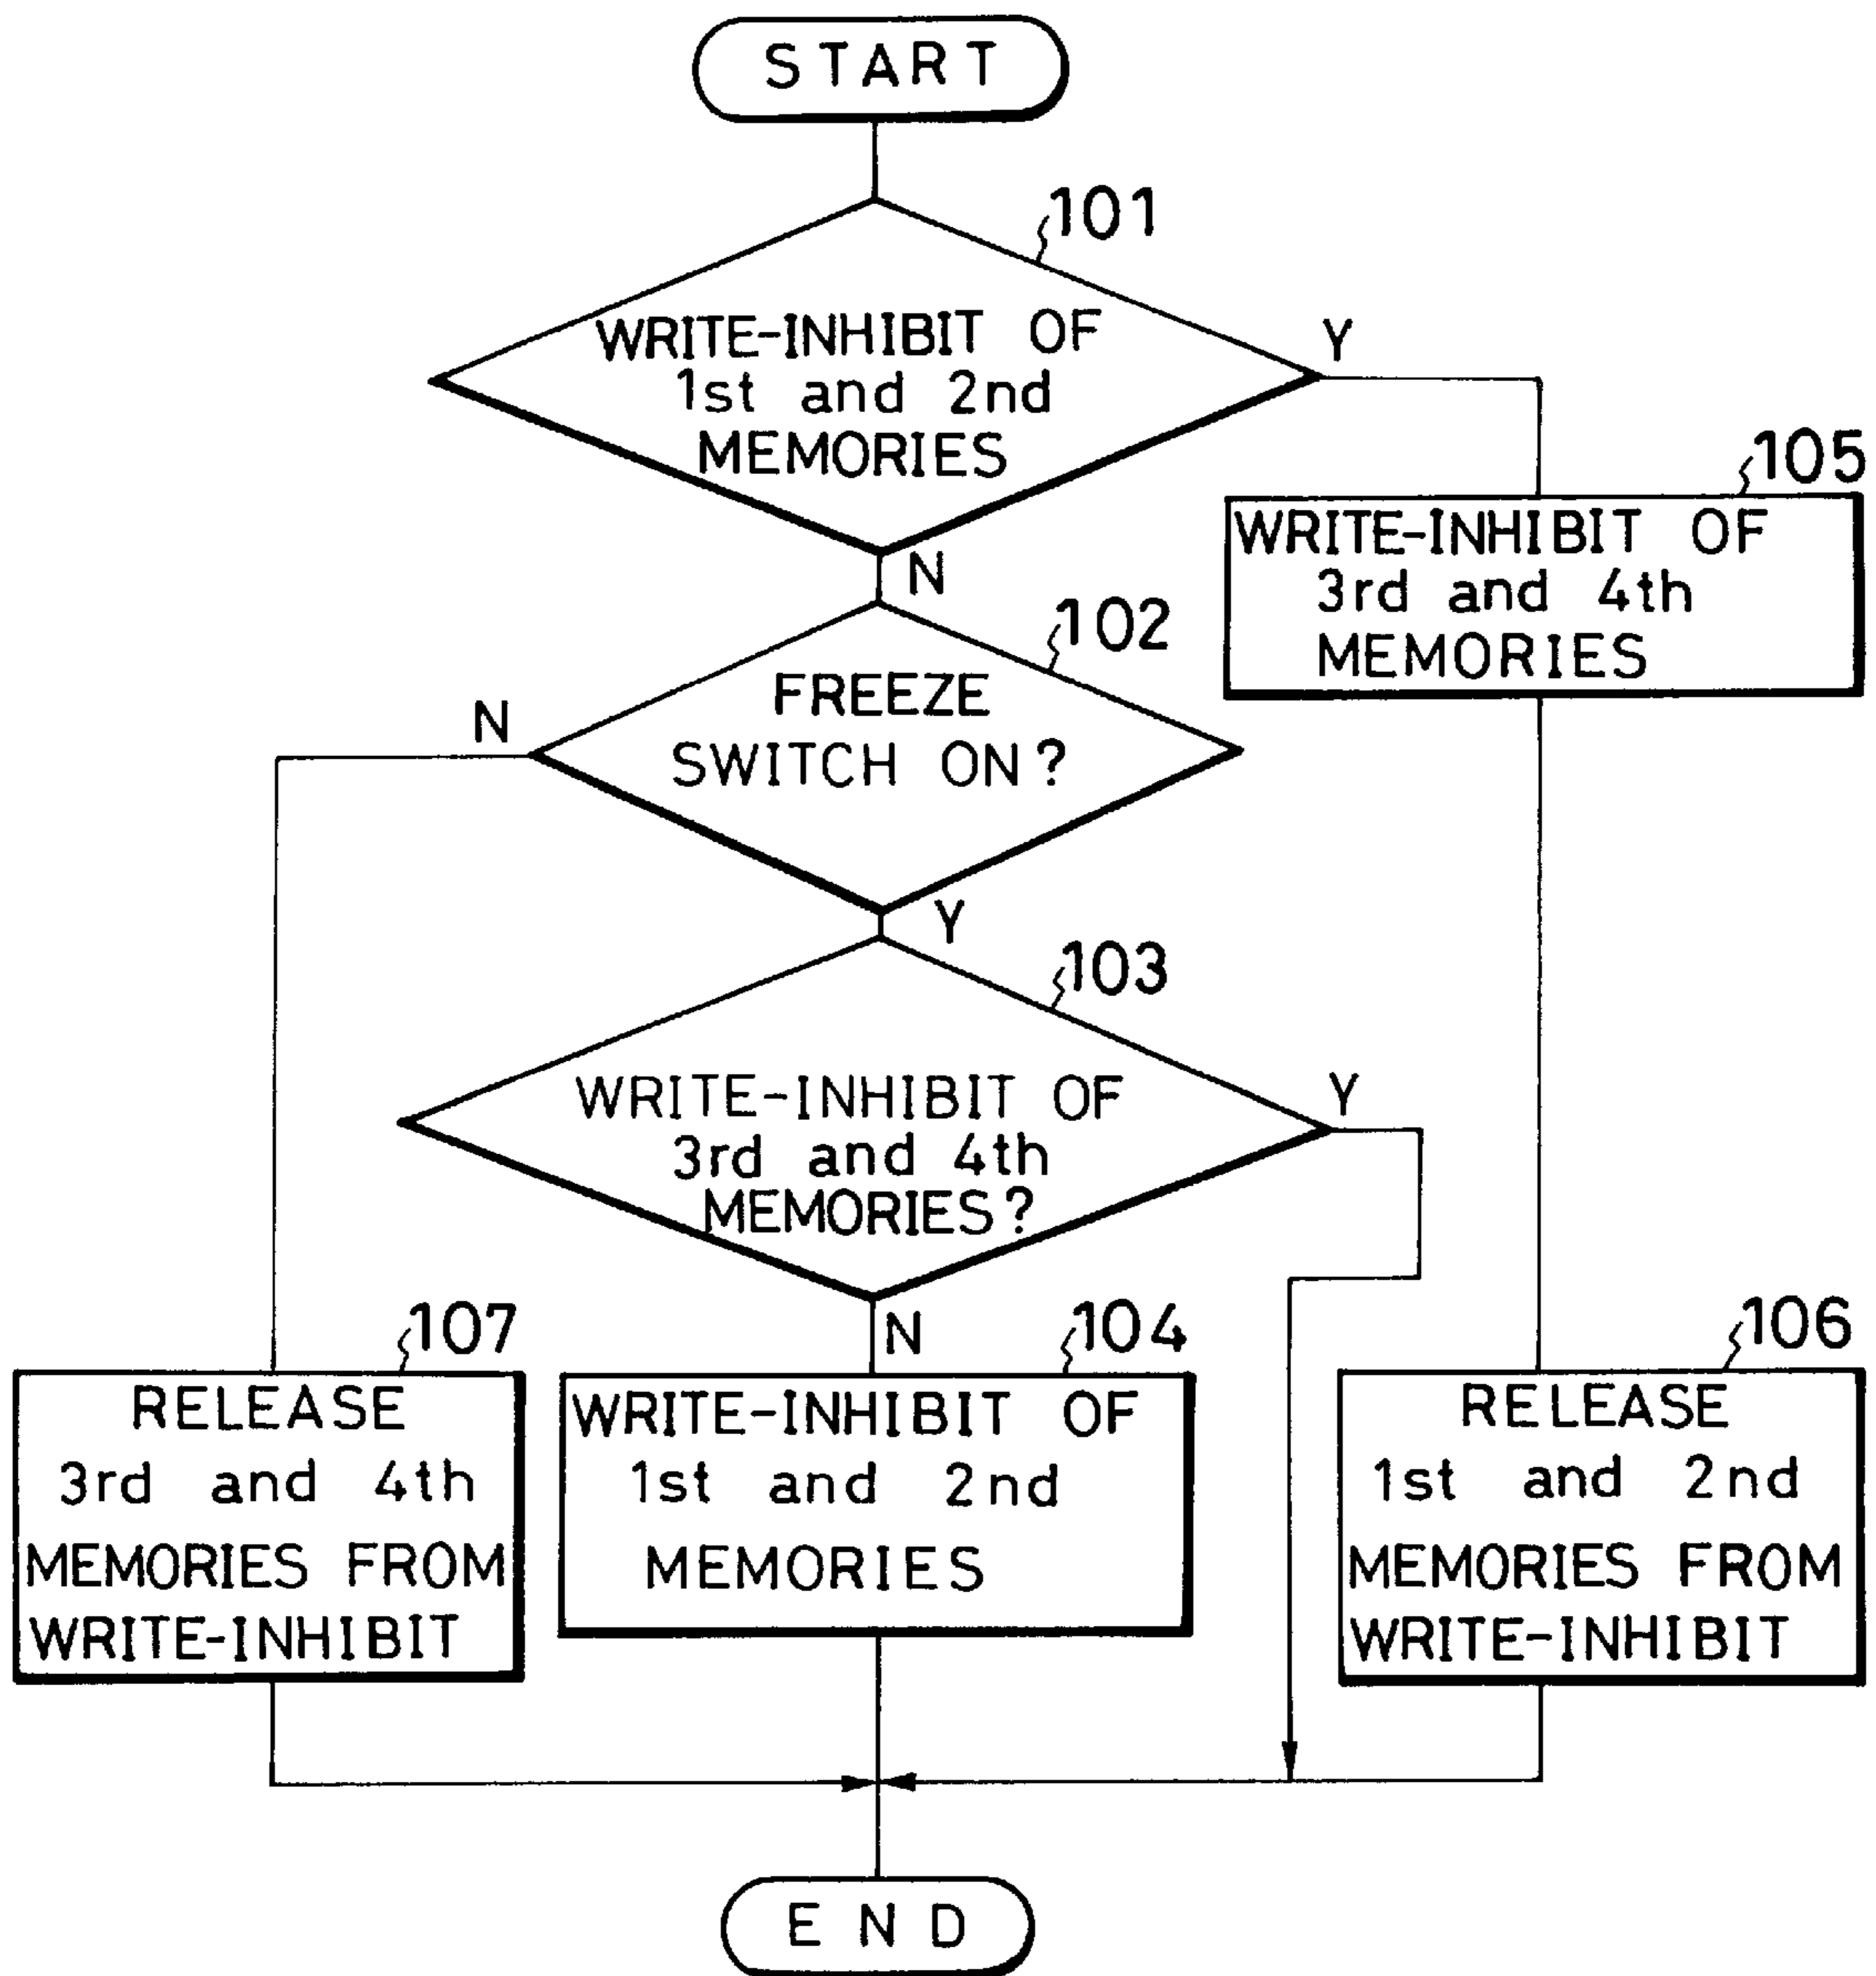 START
101
WRITE-INHIBIT OF
1st and 2nd
MEMORIES
Y
N
105
WRITE-INHIBIT OF
3rd and 4th
MEMORIES
102
FREEZE
SWITCH ON?
N
Y
103
WRITE-INHIBIT OF
3rd and 4th
MEMORIES?
Y
N
107
RELEASE
3rd and 4th
MEMORIES FROM
WRITE-INHIBIT
104
WRITE-INHIBIT OF
1st and 2nd
MEMORIES
106
RELEASE
1st and 2nd
MEMORIES FROM
WRITE-INHIBIT
END